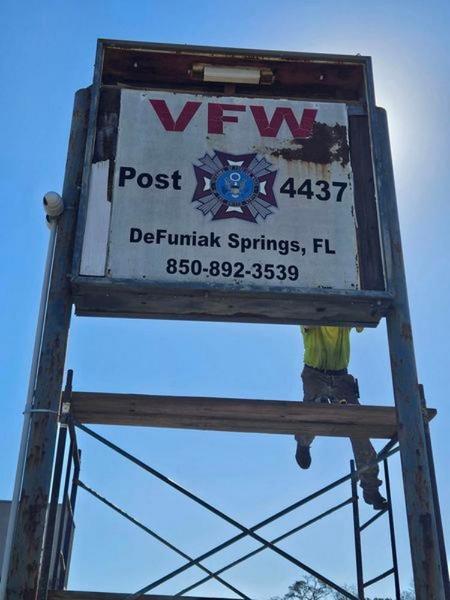 VFW
Post 4437
DeFuniak Springs, FL
850-892-3539